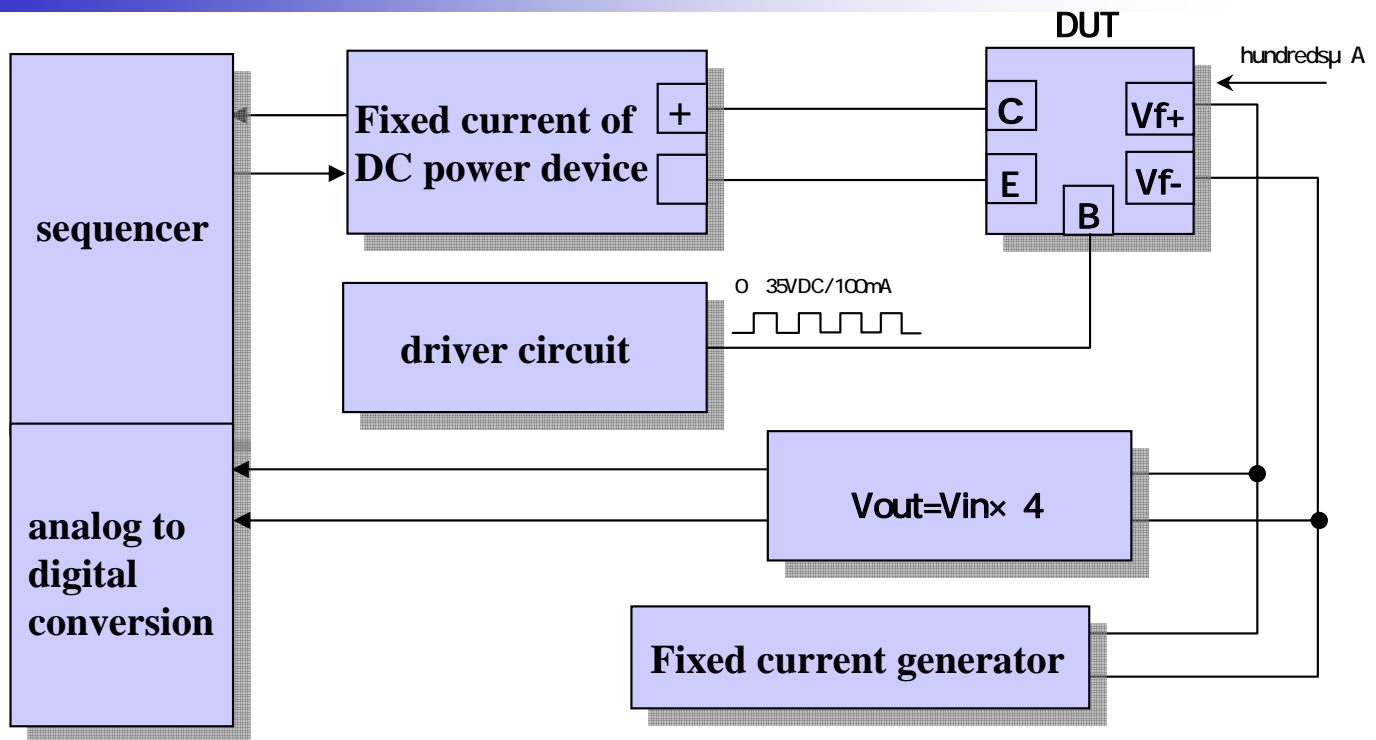 DUT
hundredsμ A
sequencer
Fixed current of
DC power device
+
C
E
B
Vf+
Vf-
0 35VDC/100mA
driver circuit
Vout=Vin× 4
analog to
digital
conversion
Fixed current generator